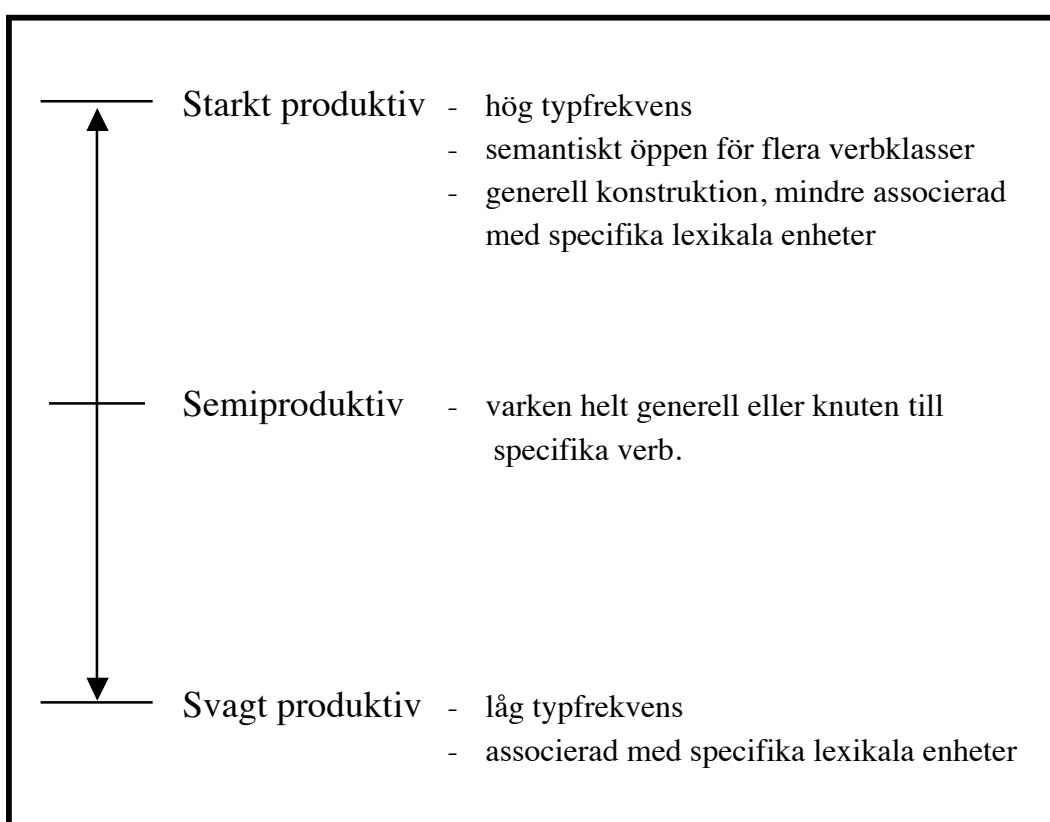 Starkt produktiv - hög typfrekvens
- semantiskt öppen för flera verbklasser
- generell konstruktion, mindre associerad
med specifika lexikala enheter
Semiproduktiv - varken helt generell eller knuten till
specifika verb.
Svagt produktiv - låg typfrekvens
- associerad med specifika lexikala enheter